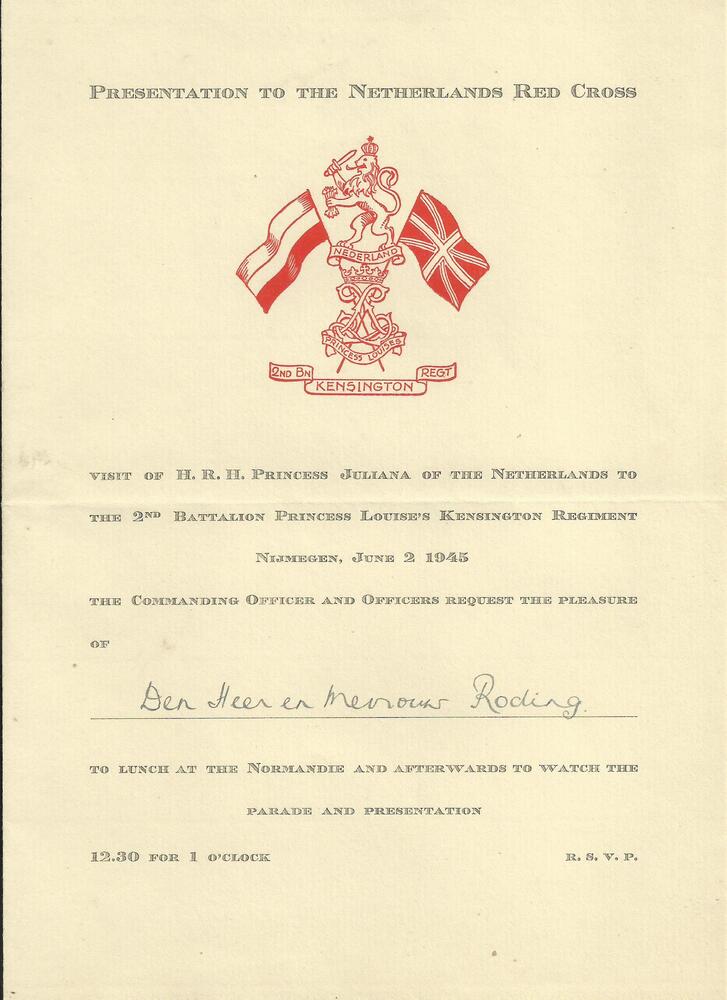 PRESENTATION TO THE NETHERLANDS RED CROSS
NEDERLAND
PRINCESS LOUISES
2ND BN
REGT
KENSINGTON
VISIT OF H. R. H. PRINCESS JULIANA OF THE NETHERLANDS TO
THE 2ND BATTALION PRINCESS LOUISE'S KENSINGTON REGIMENT
NIJMEGEN, JUNE 2 1945
THE COMMANDING OFFICER AND OFFICERS REQUEST THE PLEASURE
OF
Den Heer en Mevrouw Roding.
TO LUNCH AT THE NORMANDIE AND AFTERWARDS TO WATCH THE
PARADE AND PRESENTATION
12.30 FOR 1 O'CLOCK
R. S. V. P.